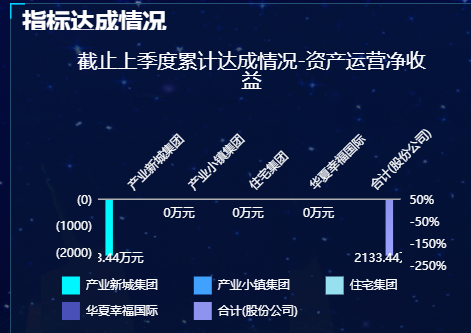 指标达成情况
截止上季度累计达成情况-资产运营净收
益
产业新城集团
产业小镇集团
住宅集团
华夏幸福国际
合计(股份公司)
(0)
50%
0万元
0万元
0万元
(1000)
-50%
-150%
(2000)
3.44万元
2133.44
-250%
产业新城集团
产业小镇集团
住宅集团
华夏幸福国际
合计(股份公司)